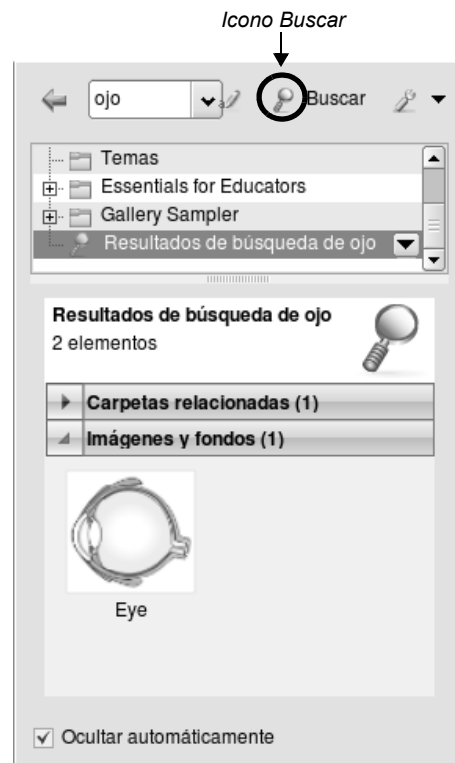 Icono Buscar
ojo
Buscar
Temas
Essentials for Educators
Gallery Sampler
Resultados de búsqueda de ojo
Resultados de búsqueda de ojo
2 elementos
Carpetas relacionadas (1)
Imágenes y fondos (1)
Eye
Ocultar automáticamente